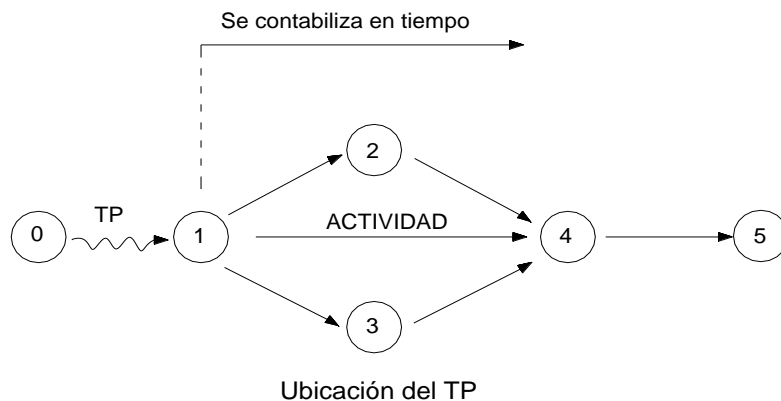 Se contabiliza en tiempo
2
TP
ACTIVIDAD
0
1
4
5
3
Ubicación del TP